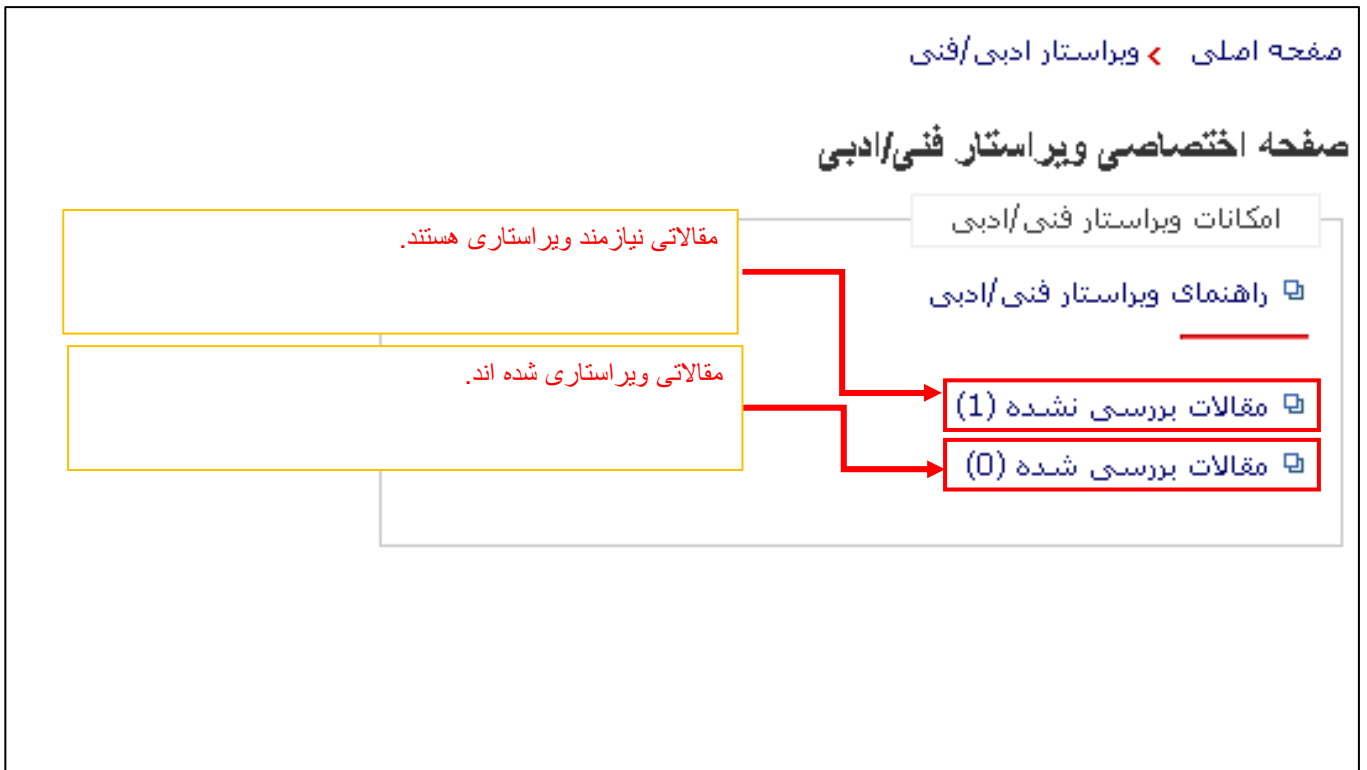 صفحه اصلی › ویراستار ادبی/فنی
صفحه اختصاصی ویراستار فنی/ادبی
امکانات ویراستار فنی/ادبی
راهنمای ویراستار فنی/ادبی
مقالاتی نیازمند ویراستاری هستند.
مقالات بررسی نشده (1)
مقالاتی ویراستاری شده اند.
مقالات بررسی شده (0)